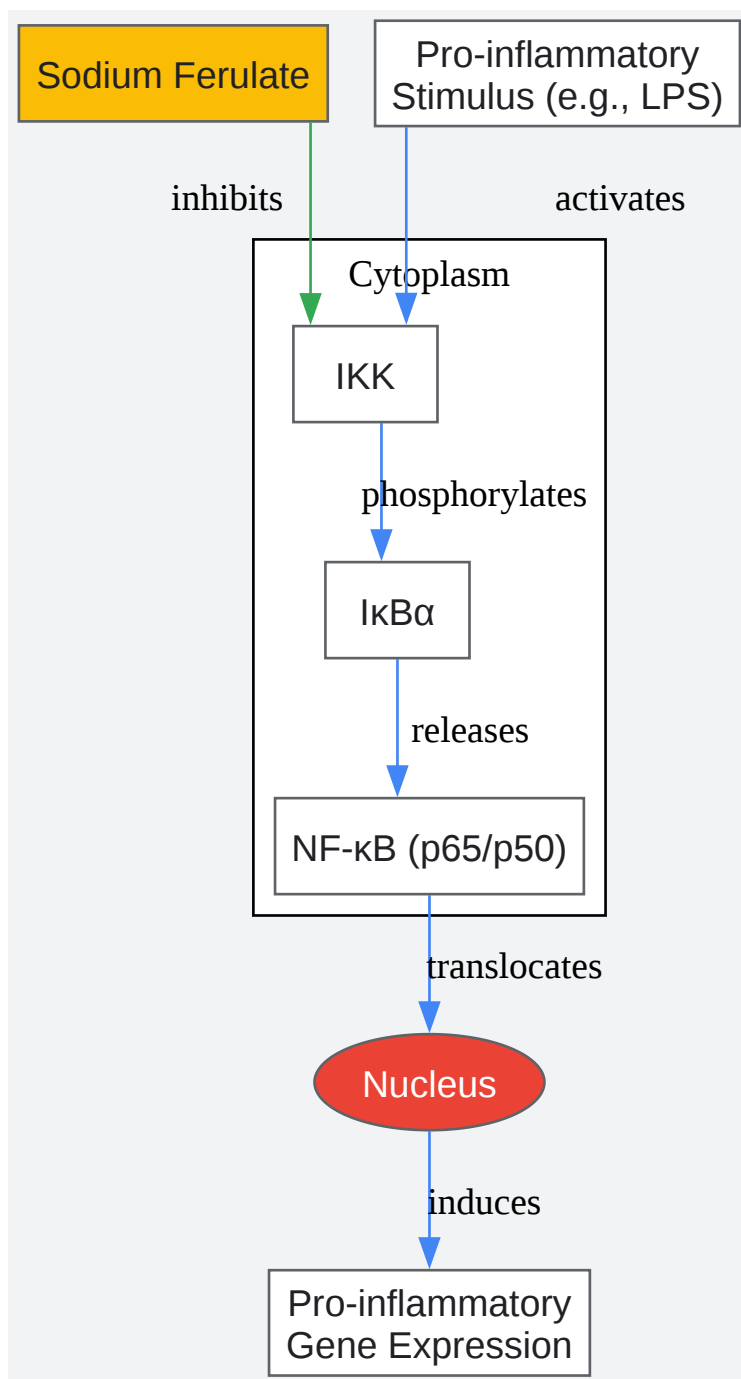 Sodium Ferulate
Pro-inflammatory
Stimulus (e.g., LPS)
inhibits
activates
Cytoplasm
IKK
phosphorylates
IκBα
releases
NF-κB (p65/p50)
translocates
Nucleus
induces
Pro-inflammatory
Gene Expression